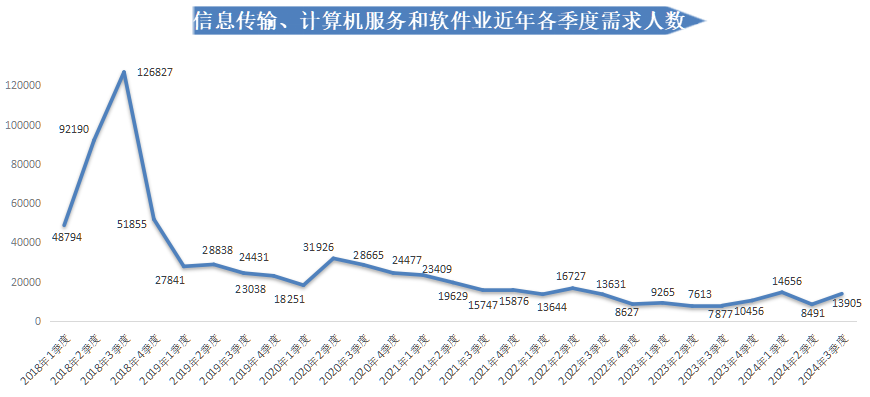 信息传输、计算机服务和软件业近年各季度需求人数
120000
100000
80000
60000
40000
20000
0
48794
92190
126827
51855
27841
28838
24431
23038
18251
31926
28665
24477
23409
19629
15747
15876
13644
16727
13631
8627
9265
7613
7877
10456
14656
8491
13905
2018年1季度
2018年2季度
2018年3季度
2018年4季度
2019年1季度
2019年2季度
2019年3季度
2019年4季度
2020年1季度
2020年2季度
2020年3季度
2020年4季度
2021年1季度
2021年2季度
2021年3季度
2021年4季度
2022年1季度
2022年2季度
2022年3季度
2022年4季度
2023年1季度
2023年2季度
2023年3季度
2023年4季度
2024年1季度
2024年2季度
2024年3季度